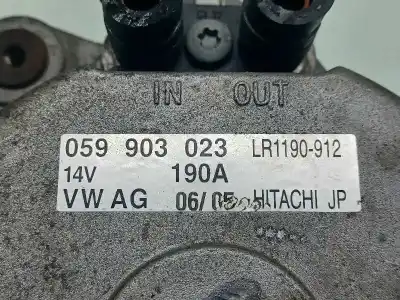 IN OUT
059 903 023 LR1190-912
14V 190A
VW AG 06/05 HITACHI JP